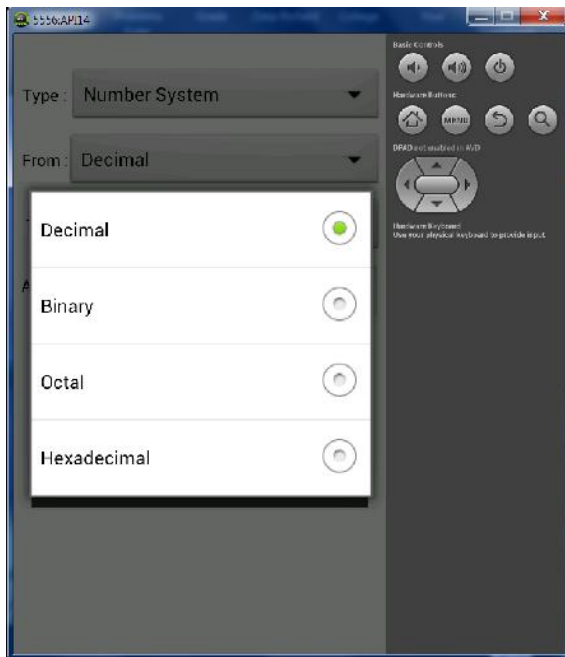 5556:API14
Basic Controls
Hardware Buttons
MENU
DPAD not enabled in AVD
Hardware Keyboard
Use your physical keyboard to provide input
Type : Number System
From : Decimal
Decimal
Binary
Octal
Hexadecimal